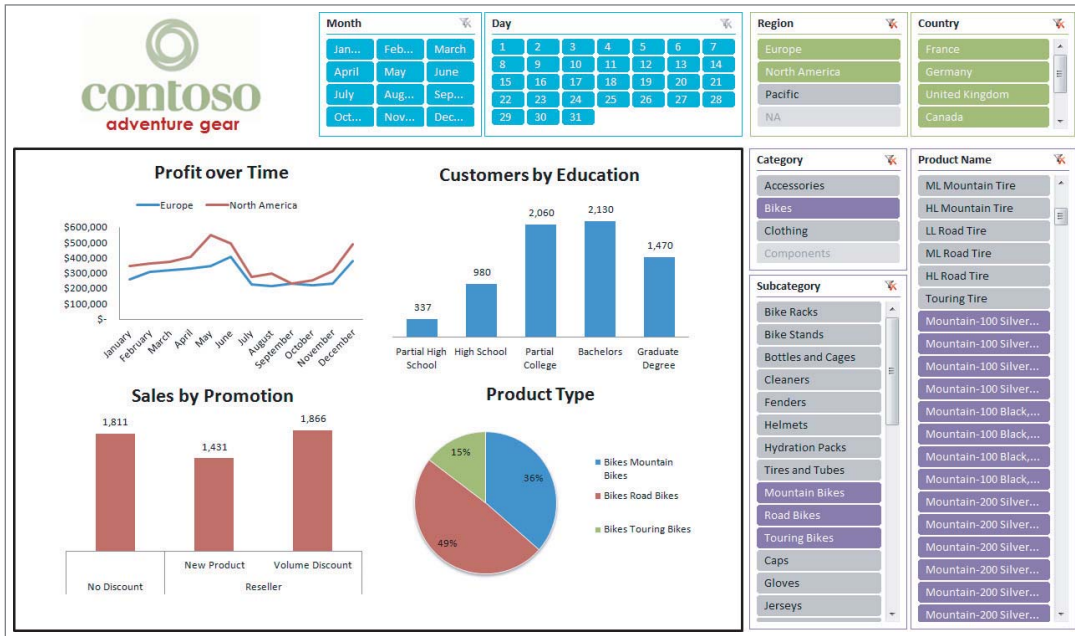 contoso
adventure gear
Month
Jan... Feb... March
April May June
July Aug... Sep...
Oct... Nov... Dec...
Day
1 2 3 4 5 6 7
8 9 10 11 12 13 14
15 16 17 18 19 20 21
22 23 24 25 26 27 28
29 30 31
Region
Europe
North America
Pacific
NA
Country
France
Germany
United Kingdom
Canada
Profit over Time
Europe North America
$600,000
$500,000
$400,000
$300,000
$200,000
$100,000
$-
January
February
March
April
May
June
July
August
September
October
November
December
Customers by Education
337
980
2,060
2,130
1,470
Partial High
School
High School
Partial
College
Bachelors
Graduate
Degree
Sales by Promotion
1,811
1,431
1,866
New Product Volume Discount
No Discount Reseller
Product Type
15%
36%
49%
Bikes Mountain
Bikes
Bikes Road Bikes
Bikes Touring Bikes
Category
Accessories
Bikes
Clothing
Components
Subcategory
Bike Racks
Bike Stands
Bottles and Cages
Cleaners
Fenders
Helmets
Hydration Packs
Tires and Tubes
Mountain Bikes
Road Bikes
Touring Bikes
Caps
Gloves
Jerseys
Product Name
ML Mountain Tire
HL Mountain Tire
LL Road Tire
ML Road Tire
HL Road Tire
Touring Tire
Mountain-100 Silver...
Mountain-100 Silver...
Mountain-100 Silver...
Mountain-100 Silver...
Mountain-100 Black,...
Mountain-100 Black,...
Mountain-100 Black,...
Mountain-100 Black,...
Mountain-200 Silver...
Mountain-200 Silver...
Mountain-200 Silver...
Mountain-200 Silver...
Mountain-200 Silver...
Mountain-200 Silver...